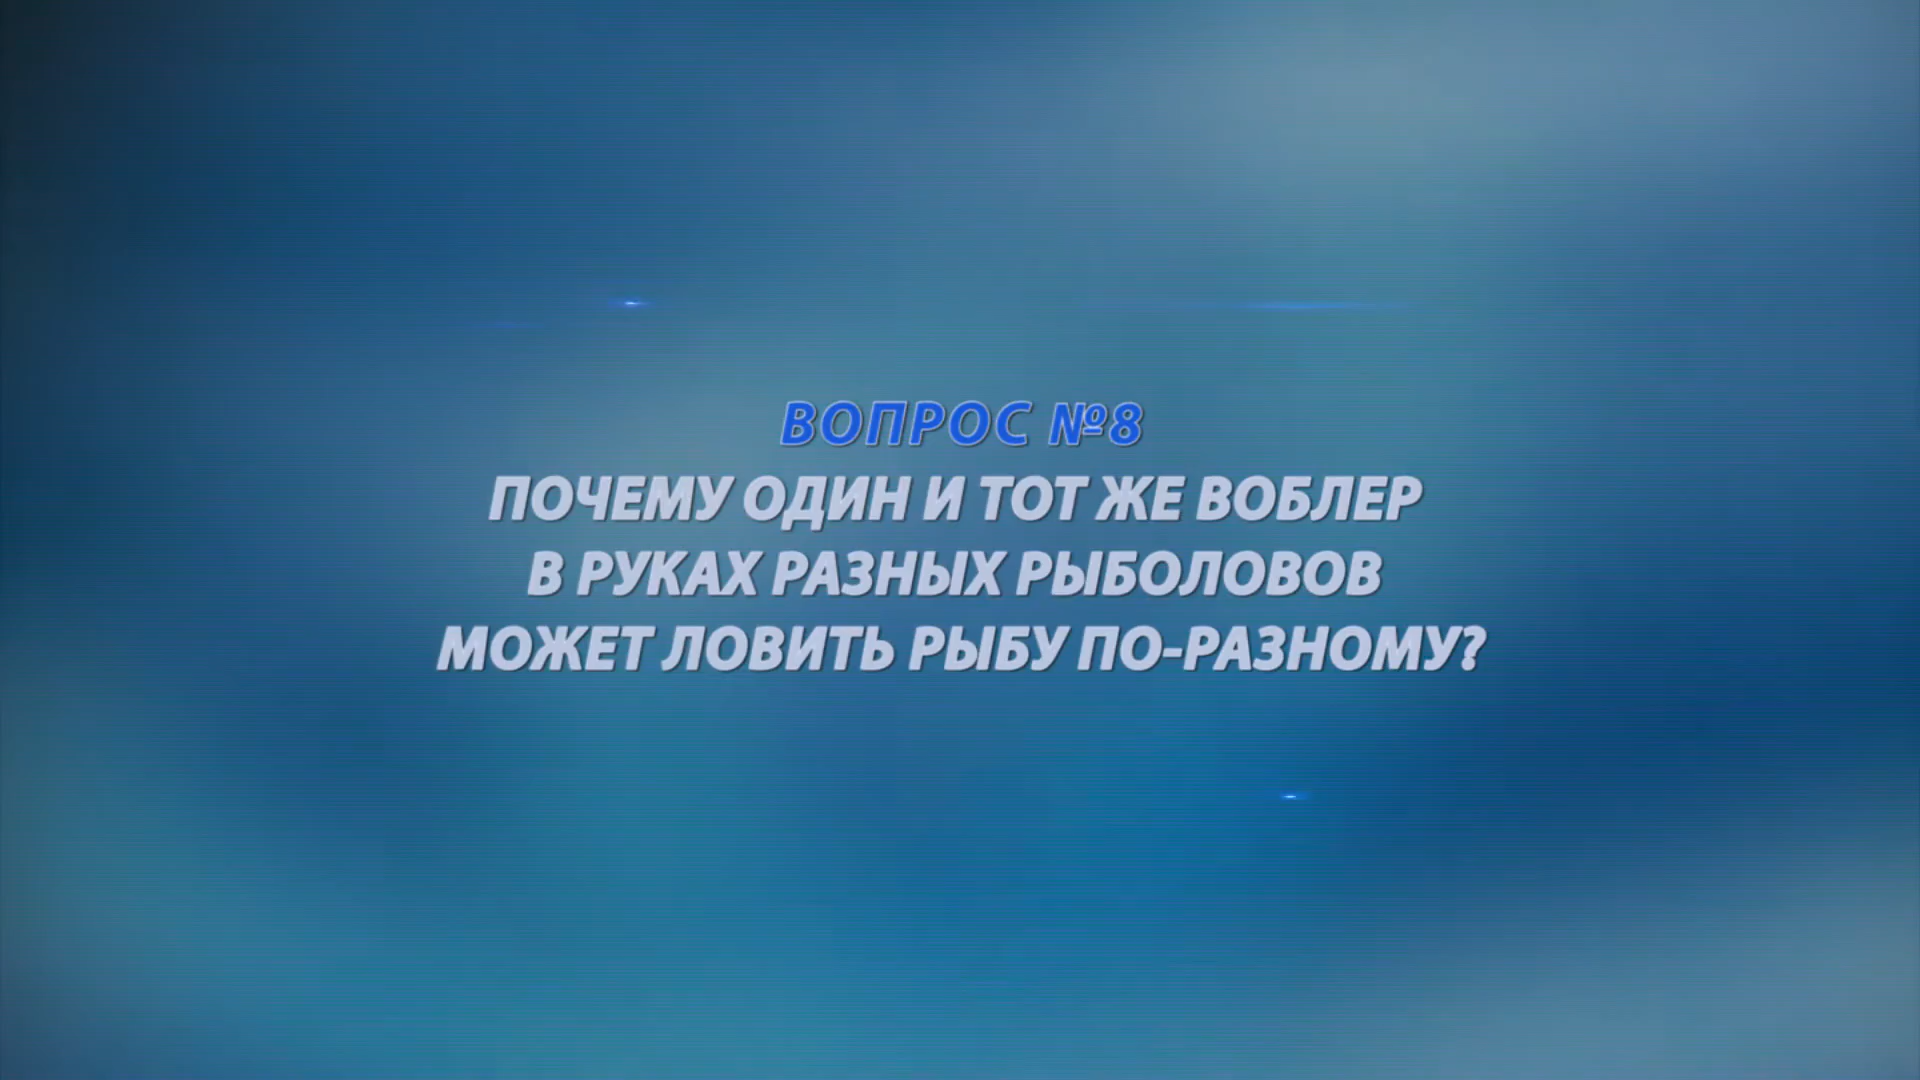 ВОПРОС №8
ПОЧЕМУ ОДИН И ТОТ ЖЕ ВОБЛЕР
В РУКАХ РАЗНЫХ РЫБОЛОВОВ
МОЖЕТ ЛОВИТЬ РЫБУ ПО-РАЗНОМУ?